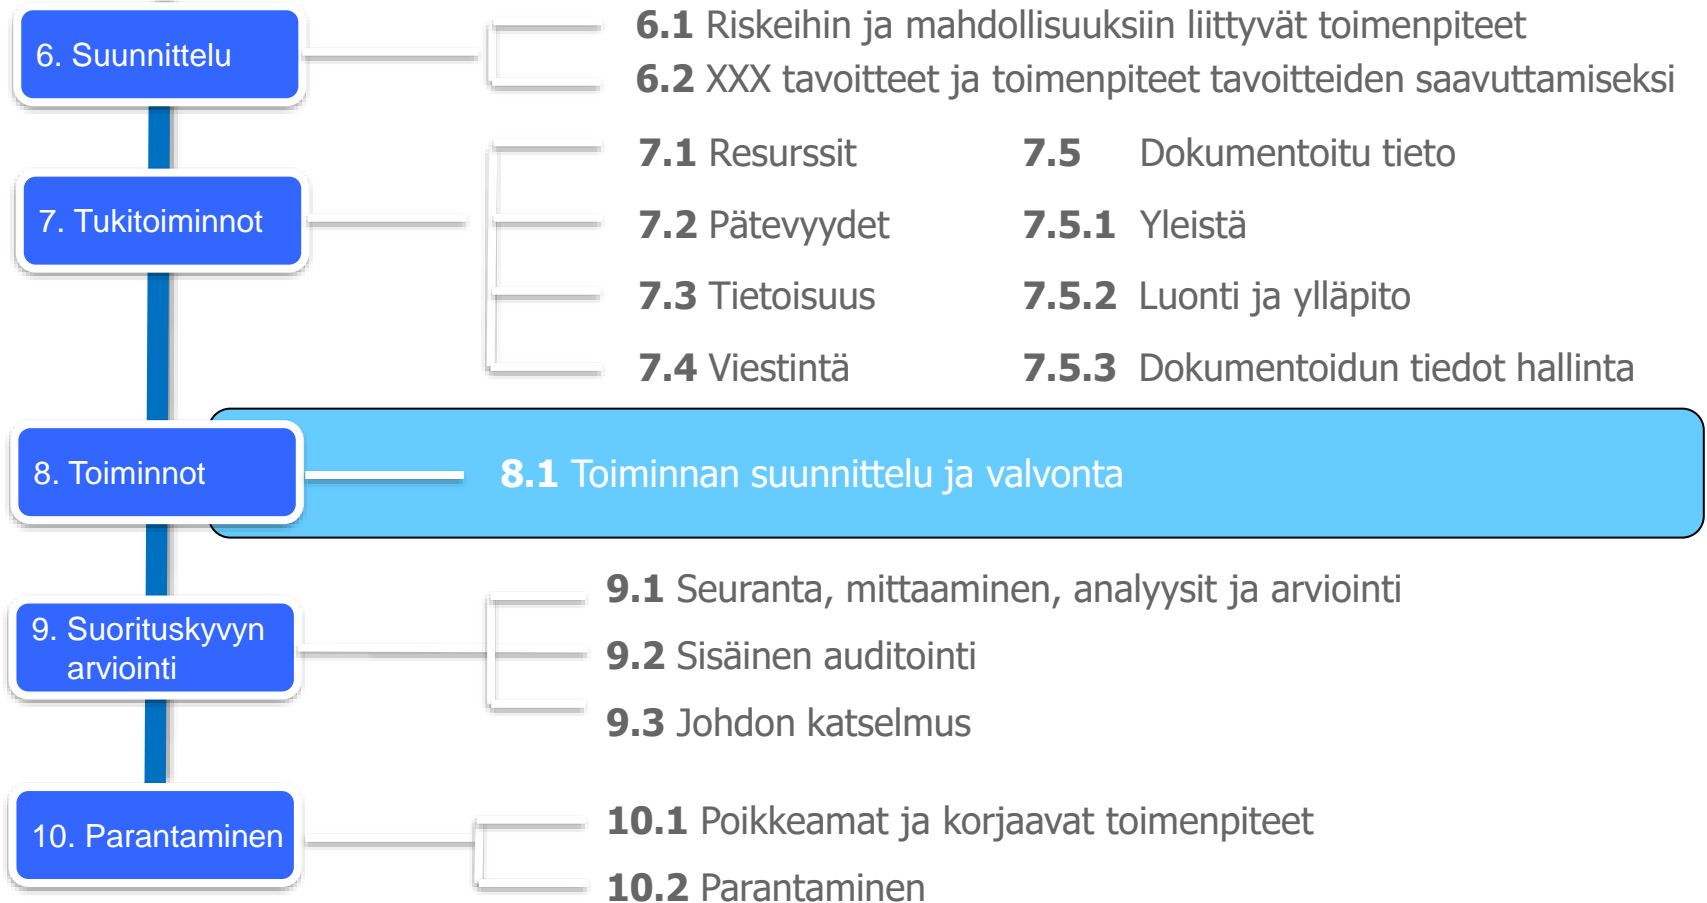 6. Suunnittelu
6.1 Riskeihin ja mahdollisuuksiin liittyvät toimenpiteet
6.2 XXX tavoitteet ja toimenpiteet tavoitteiden saavuttamiseksi
7. Tukitoiminnot
7.1 Resurssit
7.2 Pätevyydet
7.3 Tietoisuus
7.4 Viestintä
7.5 Dokumentoitu tieto
7.5.1 Yleistä
7.5.2 Luonti ja ylläpito
7.5.3 Dokumentoidun tiedot hallinta
8. Toiminnot
8.1 Toiminnan suunnittelu ja valvonta
9. Suorituskyvyn
arviointi
9.1 Seuranta, mittaaminen, analyysit ja arviointi
9.2 Sisäinen auditointi
9.3 Johdon katselmus
10. Parantaminen
10.1 Poikkeamat ja korjaavat toimenpiteet
10.2 Parantaminen